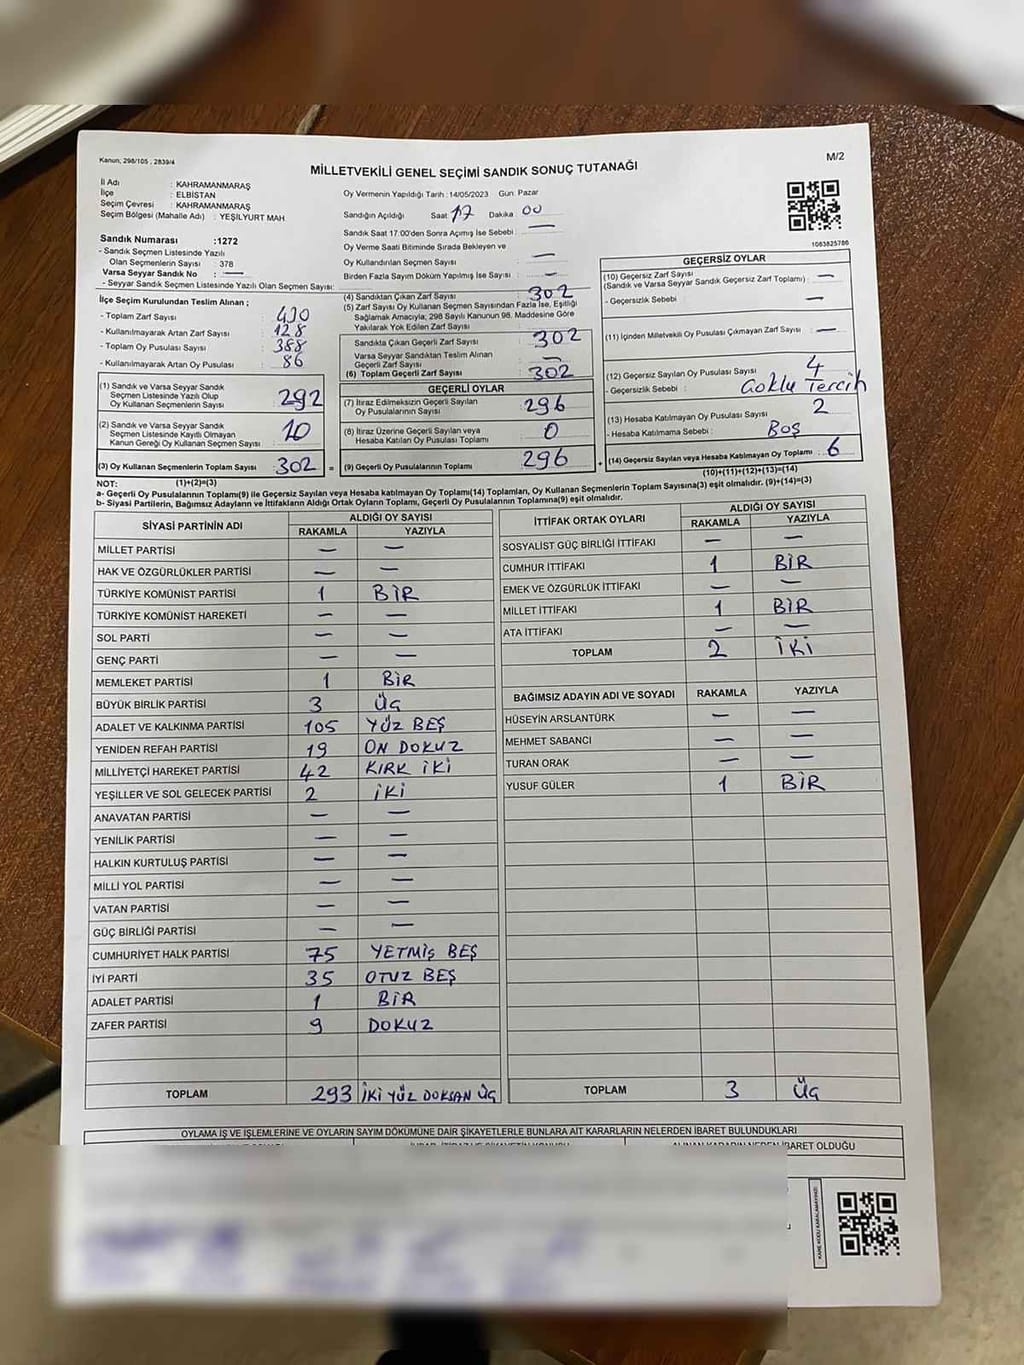 Kanun, 298/105 , 2839/4
MİLLETVEKİLİ GENEL SEÇİMİ SANDIK SONUÇ TUTANAĞI
M/2
İl Adı : KAHRAMANMARAŞ
İlçe : ELBİSTAN
Seçim Çevresi : KAHRAMANMARAŞ
Seçim Bölgesi (Mahalle Adı) : YEŞİLYURT MAH
Sandık Numarası :1272
- Sandık Seçmen Listesinde Yazılı
Olan Seçmenlerin Sayısı : 378
Varsa Seyyar Sandık No : —
- Seyyar Sandık Seçmen Listesinde Yazılı Olan Seçmen Sayısı:
Oy Vermenin Yapıldığı Tarih : 14/05/2023 Gün: Pazar
Sandığın Açıldığı Saat 17 Dakika 00
Sandık Saat 17:00'den Sonra Açımış İse Sebebi : —
Oy Verme Saati Bitiminde Sırada Bekleyen ve
Oy Kullandırılan Seçmen Sayısı : —
Birden Fazla Sayım Döküm Yapılmış İse Sayısı : —
1083825786
İlçe Seçim Kurulundan Teslim Alınan ;
- Toplam Zarf Sayısı : 430
- Kullanılmayarak Artan Zarf Sayısı : 128
- Toplam Oy Pusulası Sayısı : 388
- Kullanılmayarak Artan Oy Pusulası : 86
(1) Sandık ve Varsa Seyyar Sandık
Seçmen Listesinde Yazılı Olup
Oy Kullanan Seçmenlerin Sayısı : 292
(2) Sandık ve Varsa Seyyar Sandık
Seçmen Listesinde Kayıtlı Olmayan
Kanun Gereği Oy Kullanan Seçmen Sayısı : 10
(3) Oy Kullanan Seçmenlerin Toplam Sayısı : 302
(4) Sandıktan Çıkan Zarf Sayısı : 302
(5) Zarf Sayısı Oy Kullanan Seçmen Sayısından Fazla İse, Eşitliği
Sağlamak Amacıyla; 298 Sayılı Kanunun 98. Maddesine Göre
Yakılarak Yok Edilen Zarf Sayısı :
Sandıkta Çıkan Geçerli Zarf Sayısı : 302
Varsa Seyyar Sandıktan Teslim Alınan
Geçerli Zarf Sayısı : —
(6) Toplam Geçerli Zarf Sayısı : 302
GEÇERLİ OYLAR
(7) İtiraz Edilmeksizin Geçerli Sayılan
Oy Pusulalarının Sayısı : 296
(8) İtiraz Üzerine Geçerli Sayılan veya
Hesaba Katılan Oy Pusulası Toplamı : 0
= (9) Geçerli Oy Pusulalarının Toplamı : 296
GEÇERSİZ OYLAR
(10) Geçersiz Zarf Sayısı : —
(Sandık ve Varsa Seyyar Sandık Geçersiz Zarf Toplamı)
- Geçersizlik Sebebi : —
(11) İçinden Milletvekili Oy Pusulası Çıkmayan Zarf Sayısı : —
(12) Geçersiz Sayılan Oy Pusulası Sayısı : 4
- Geçersizlik Sebebi : Çoklu Tercih
(13) Hesaba Katılmayan Oy Pusulası Sayısı : 2
- Hesaba Katılmama Sebebi : Boş
+ (14) Geçersiz Sayılan veya Hesaba Katılmayan Oy Toplamı : 6
NOT: (1)+(2)=(3)
(10)+(11)+(12)+(13)=(14)
a- Geçerli Oy Pusulalarının Toplamı(9) ile Geçersiz Sayılan veya Hesaba katılmayan Oy Toplamı(14) Toplamları, Oy Kullanan Seçmenlerin Toplam Sayısına(3) eşit olmalıdır. (9)+(14)=(3)
b- Siyasi Partilerin, Bağımsız Adayların ve İttifakların Aldığı Ortak Oyların Toplamı, Geçerli Oy Pusulalarının Toplamına(9) eşit olmalıdır.
SİYASİ PARTİNİN ADI ALDIĞI OY SAYISI
RAKAMLA YAZIYLA
MİLLET PARTİSİ — —
HAK VE ÖZGÜRLÜKLER PARTİSİ — —
TÜRKİYE KOMÜNİST PARTİSİ 1 BİR
TÜRKİYE KOMÜNİST HAREKETİ — —
SOL PARTİ — —
GENÇ PARTİ — —
MEMLEKET PARTİSİ 1 BİR
BÜYÜK BİRLİK PARTİSİ 3 ÜÇ
ADALET VE KALKINMA PARTİSİ 105 YÜZ BEŞ
YENİDEN REFAH PARTİSİ 19 ON DOKUZ
MİLLİYETÇİ HAREKET PARTİSİ 42 KIRK İKİ
YEŞİLLER VE SOL GELECEK PARTİSİ 2 İKİ
ANAVATAN PARTİSİ — —
YENİLİK PARTİSİ — —
HALKIN KURTULUŞ PARTİSİ — —
MİLLİ YOL PARTİSİ — —
VATAN PARTİSİ — —
GÜÇ BİRLİĞİ PARTİSİ — —
CUMHURİYET HALK PARTİSİ 75 YETMİŞ BEŞ
İYİ PARTİ 35 OTUZ BEŞ
ADALET PARTİSİ 1 BİR
ZAFER PARTİSİ 9 DOKUZ
TOPLAM 293 İKİ YÜZ DOKSAN ÜÇ
İTTİFAK ORTAK OYLARI ALDIĞI OY SAYISI
RAKAMLA YAZIYLA
SOSYALİST GÜÇ BİRLİĞİ İTTİFAKI — —
CUMHUR İTTİFAKI 1 BİR
EMEK VE ÖZGÜRLÜK İTTİFAKI — —
MİLLET İTTİFAKI 1 BİR
ATA İTTİFAKI — —
TOPLAM 2 İKİ
BAĞIMSIZ ADAYIN ADI VE SOYADI RAKAMLA YAZIYLA
HÜSEYİN ARSLANTÜRK — —
MEHMET SABANCI — —
TURAN ORAK — —
YUSUF GÜLER 1 BİR
TOPLAM 3 ÜÇ
OYLAMA İŞ VE İŞLEMLERİNE VE OYLARIN SAYIM DÖKÜMÜNE DAİR ŞİKAYETLERLE BUNLARA AİT KARARLARIN NELERDEN İBARET BULUNDUKLARI
ALINAN KARARIN NEDEN İBARET OLDUĞU
KARE KODU KARALAMAYINIZ!